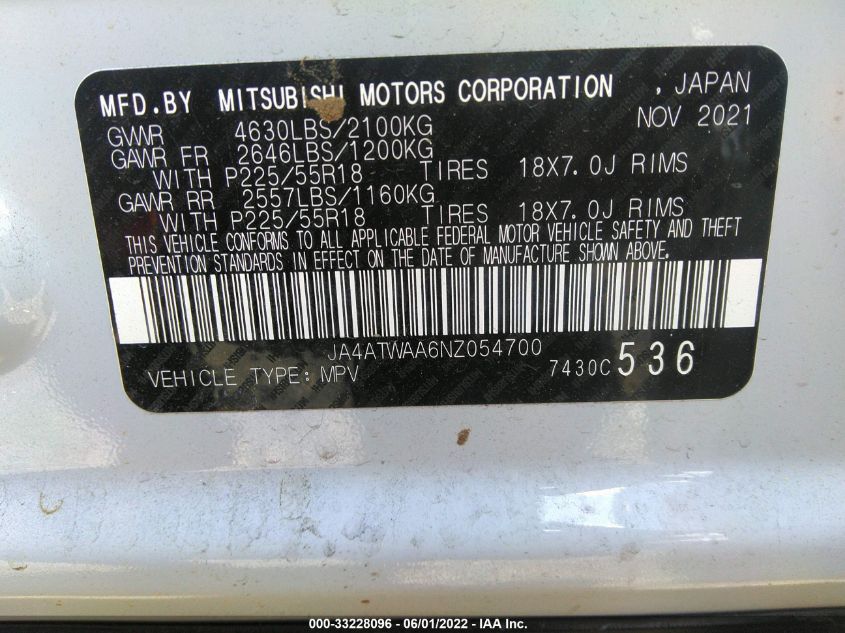 MFD.BY MITSUBISHI MOTORS CORPORATION , JAPAN
GVWR 4630LBS/2100KG NOV 2021
GAWR FR 2646LBS/1200KG
WITH P225/55R18 TIRES 18X7.0J RIMS
GAWR RR 2557LBS/1160KG
WITH P225/55R18 TIRES 18X7.0J RIMS
THIS VEHICLE CONFORMS TO ALL APPLICABLE FEDERAL MOTOR VEHICLE SAFETY AND THEFT
PREVENTION STANDARDS IN EFFECT ON THE DATE OF MANUFACTURE SHOWN ABOVE.
JA4ATWAA6NZ054700
VEHICLE TYPE:MPV 7430C 536
000-33228096 - 06/01/2022 - IAA Inc.